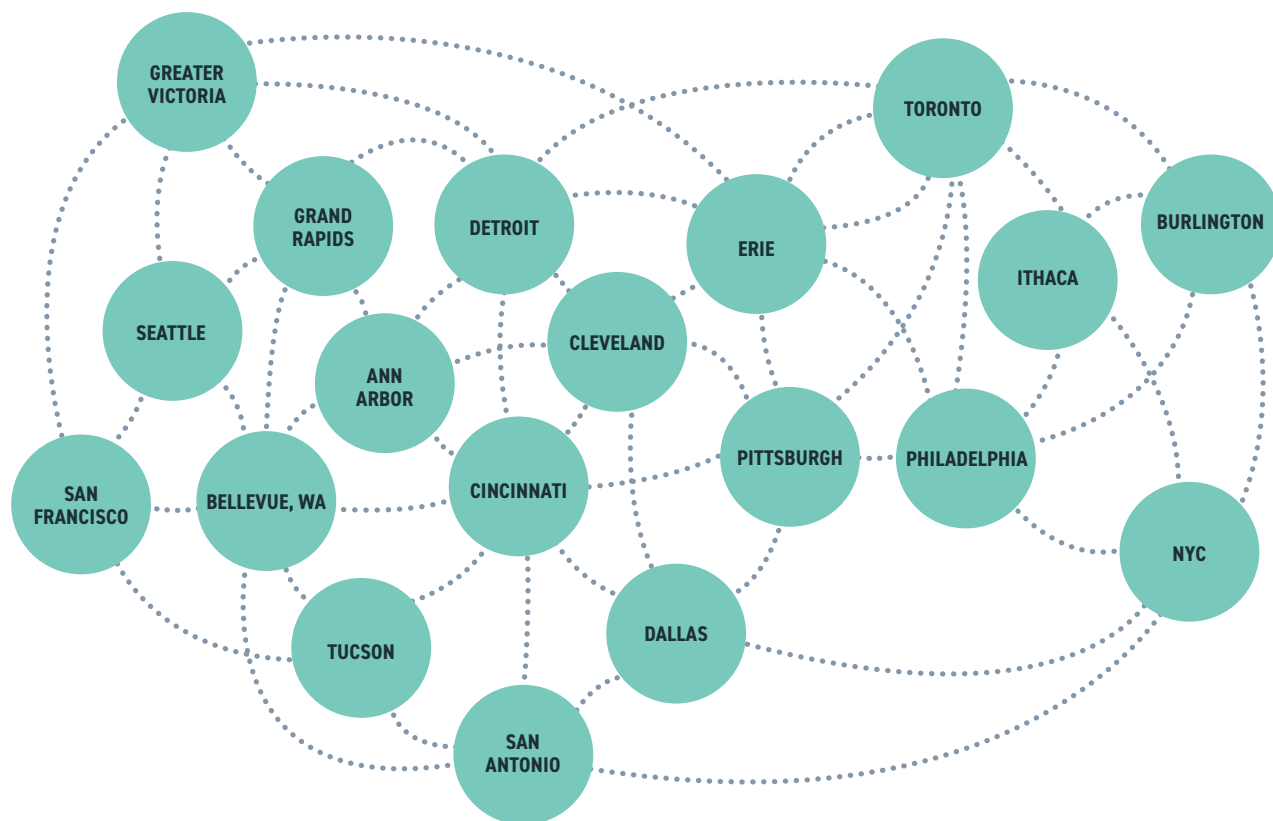 GREATER
VICTORIA
TORONTO
GRAND
RAPIDS
DETROIT
ERIE
BURLINGTON
ITHACA
SEATTLE
CLEVELAND
ANN
ARBOR
SAN
FRANCISCO
BELLEVUE, WA
CINCINNATI
PITTSBURGH
PHILADELPHIA
NYC
TUCSON
DALLAS
SAN
ANTONIO